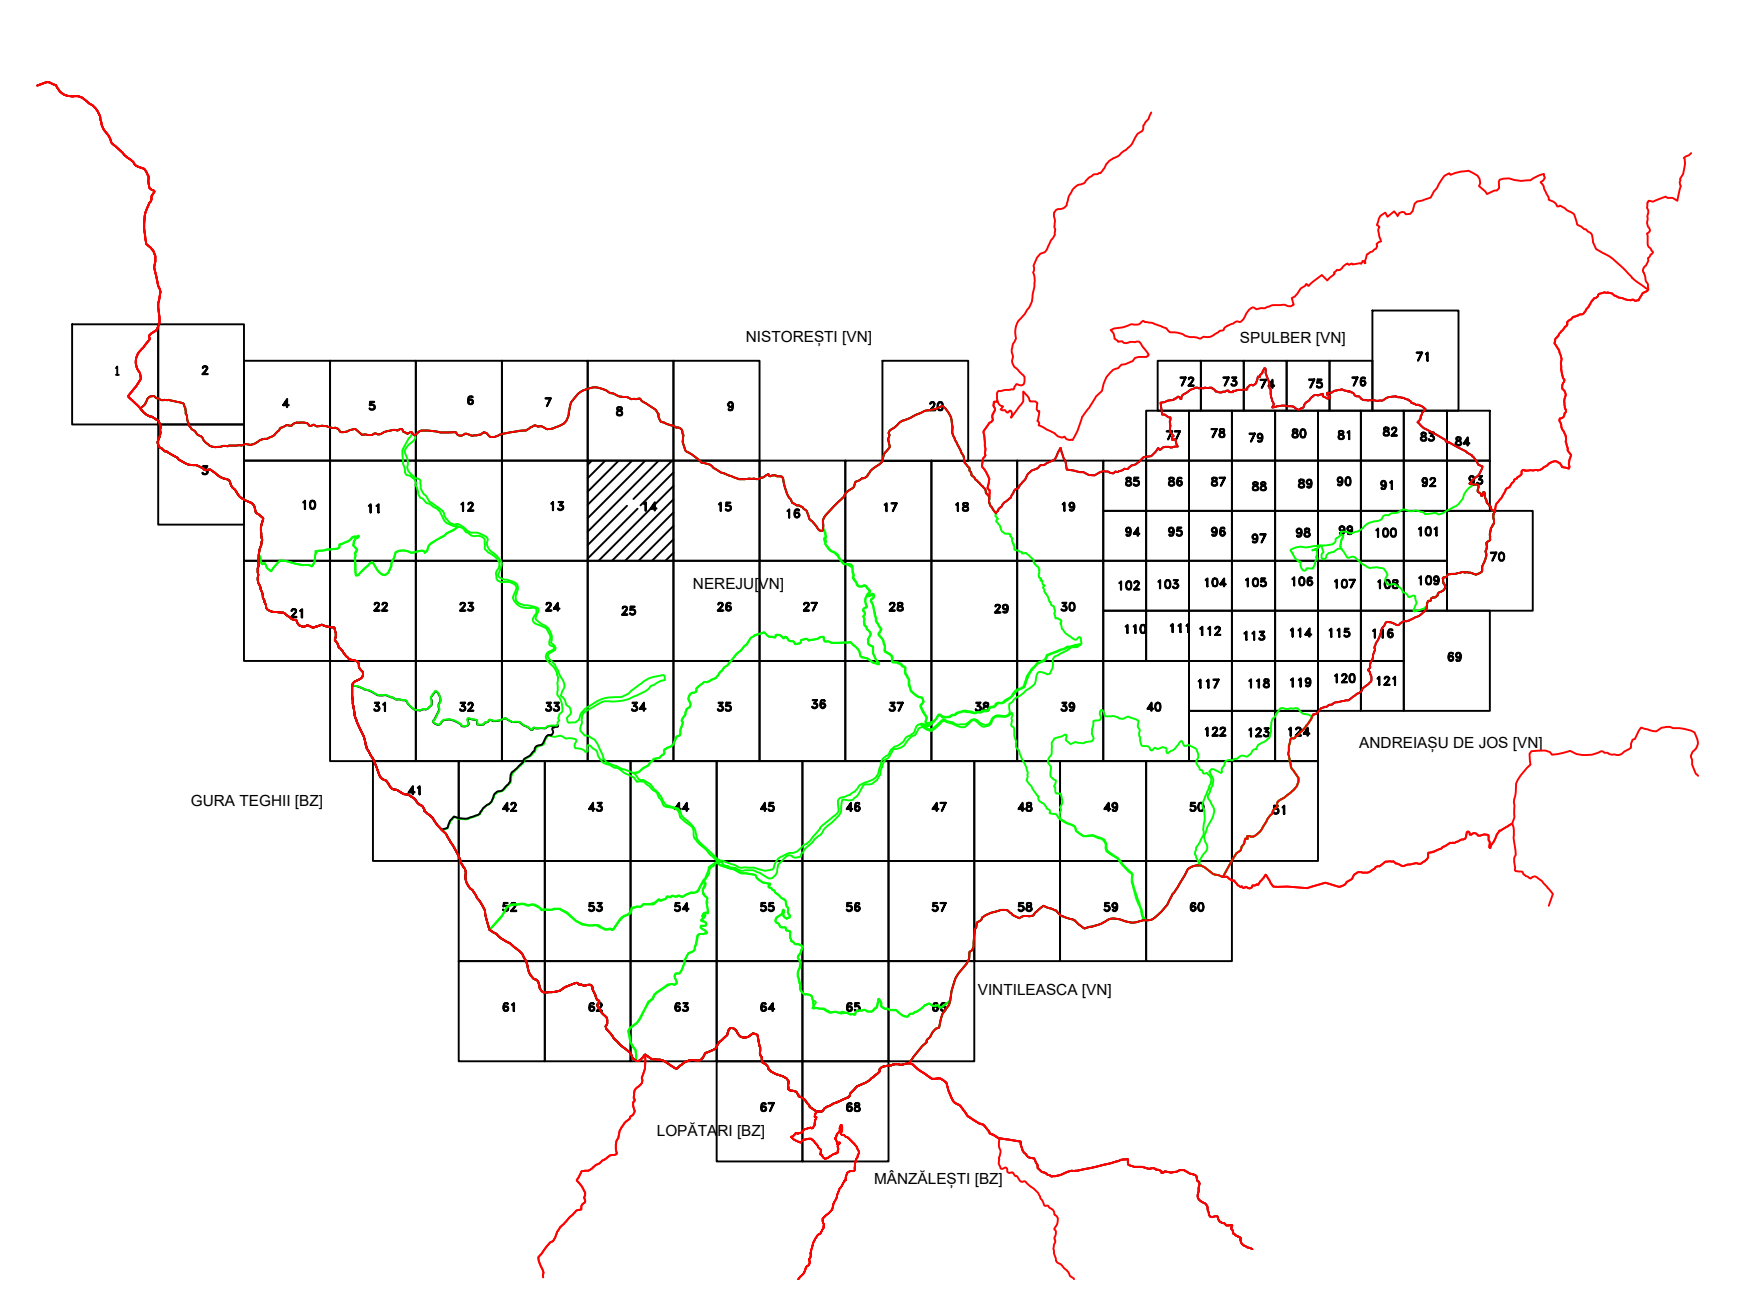 NISTOREȘTI [VN]
SPULBER [VN]
71
1
2
72 73 74 75 76
4 5 6 7 8 9 20
77 78 79 80 81 82 83 84
3
10 11 12 13 14 15 16 17 18 19
85 86 87 88 89 90 91 92 93
94 95 96 97 98 99 100 101
70
NEREJU[VN]
102 103 104 105 106 107 108 109
21 22 23 24 25 26 27 28 29 30
110 111 112 113 114 115 116
69
117 118 119 120 121
31 32 33 34 35 36 37 38 39 40
122 123 124
ANDREIAȘU DE JOS [VN]
GURA TEGHII [BZ]
41 42 43 44 45 46 47 48 49 50 51
52 53 54 55 56 57 58 59 60
VINTILEASCA [VN]
61 62 63 64 65 66
67 68
LOPĂTARI [BZ]
MÂNZĂLEȘTI [BZ]